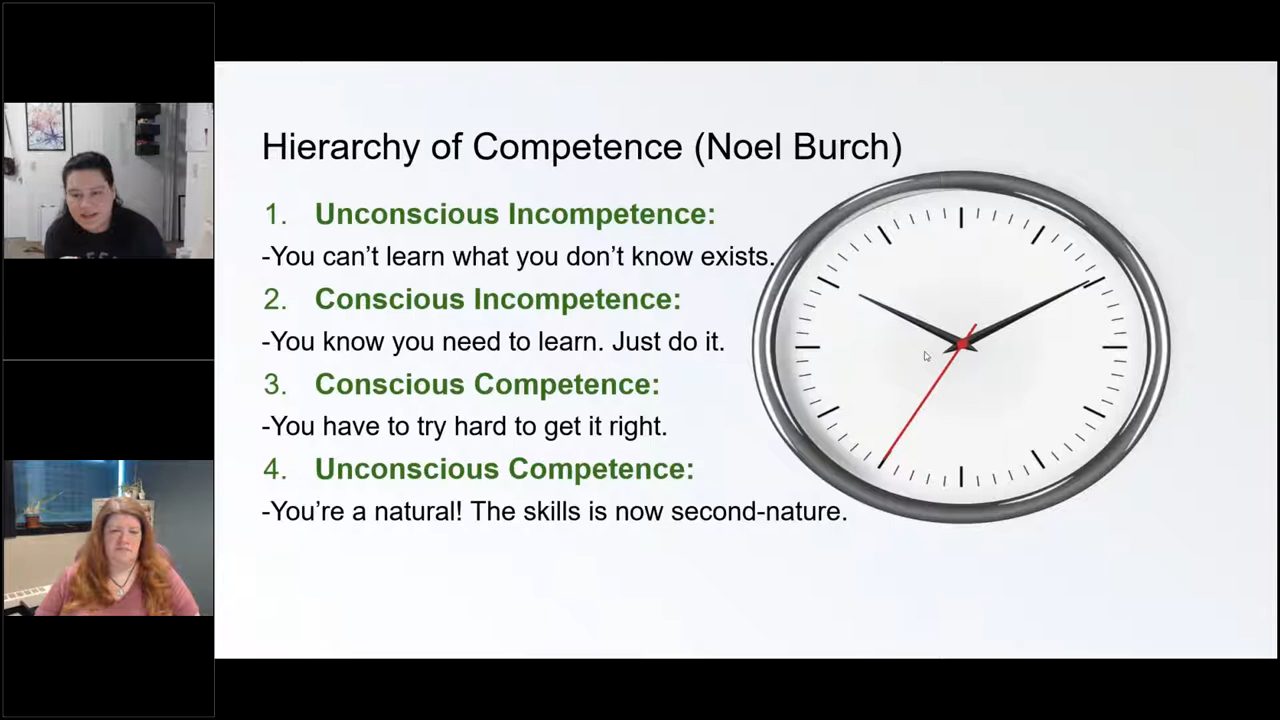 Hierarchy of Competence (Noel Burch)
1. Unconscious Incompetence:
-You can’t learn what you don’t know exists.
2. Conscious Incompetence:
-You know you need to learn. Just do it.
3. Conscious Competence:
-You have to try hard to get it right.
4. Unconscious Competence:
-You’re a natural! The skills is now second-nature.